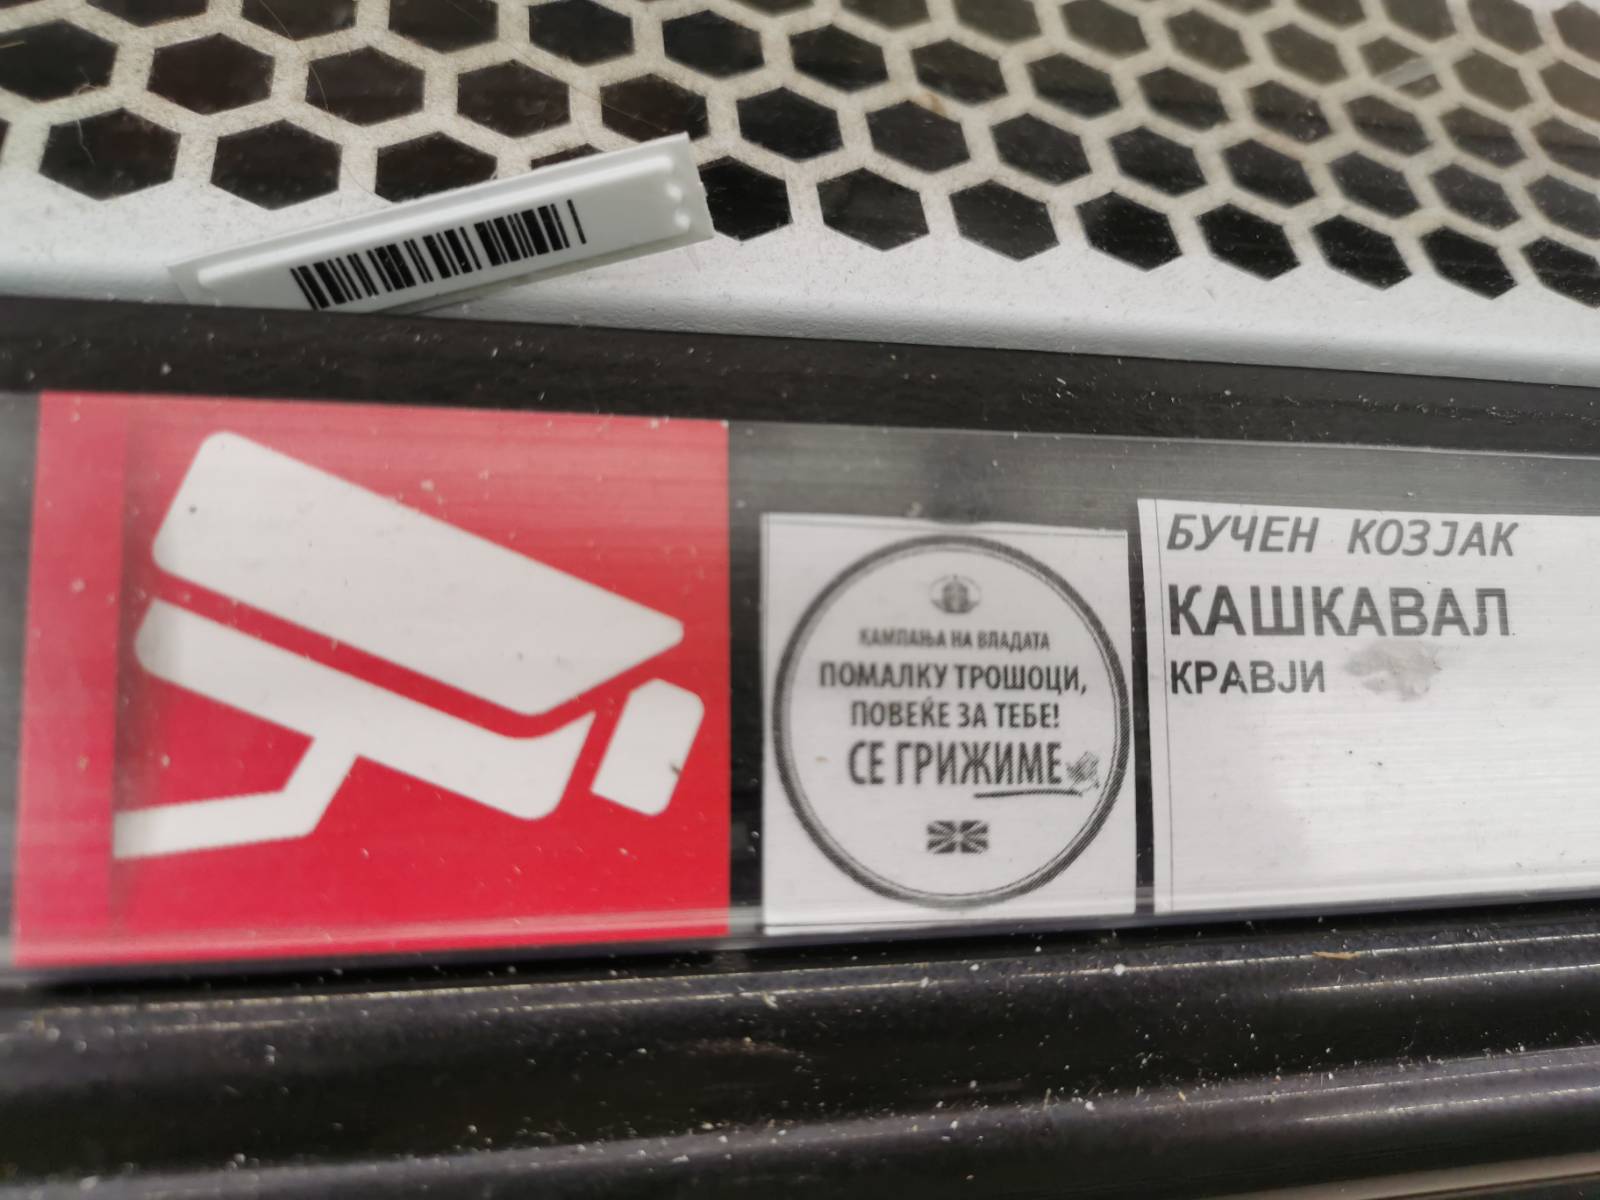 КАМПАЊА НА ВЛАДАТА
ПОМАЛКУ ТРОШОЦИ,
ПОВЕЌЕ ЗА ТЕБЕ!
СЕ ГРИЖИМЕ
БУЧЕН КОЗЈАК
КАШКАВАЛ
КРАВЈИ